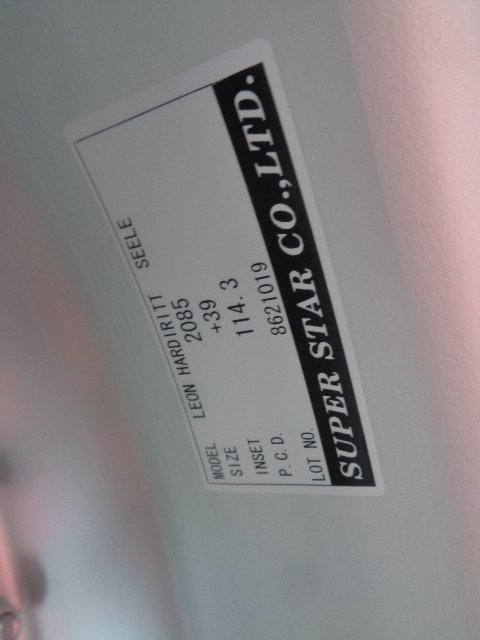 MODEL LEON HARDIRITT SEELE
SIZE 2085
INSET +39
P.C.D. 114.3
LOT NO. 8621019
SUPER STAR CO.,LTD.